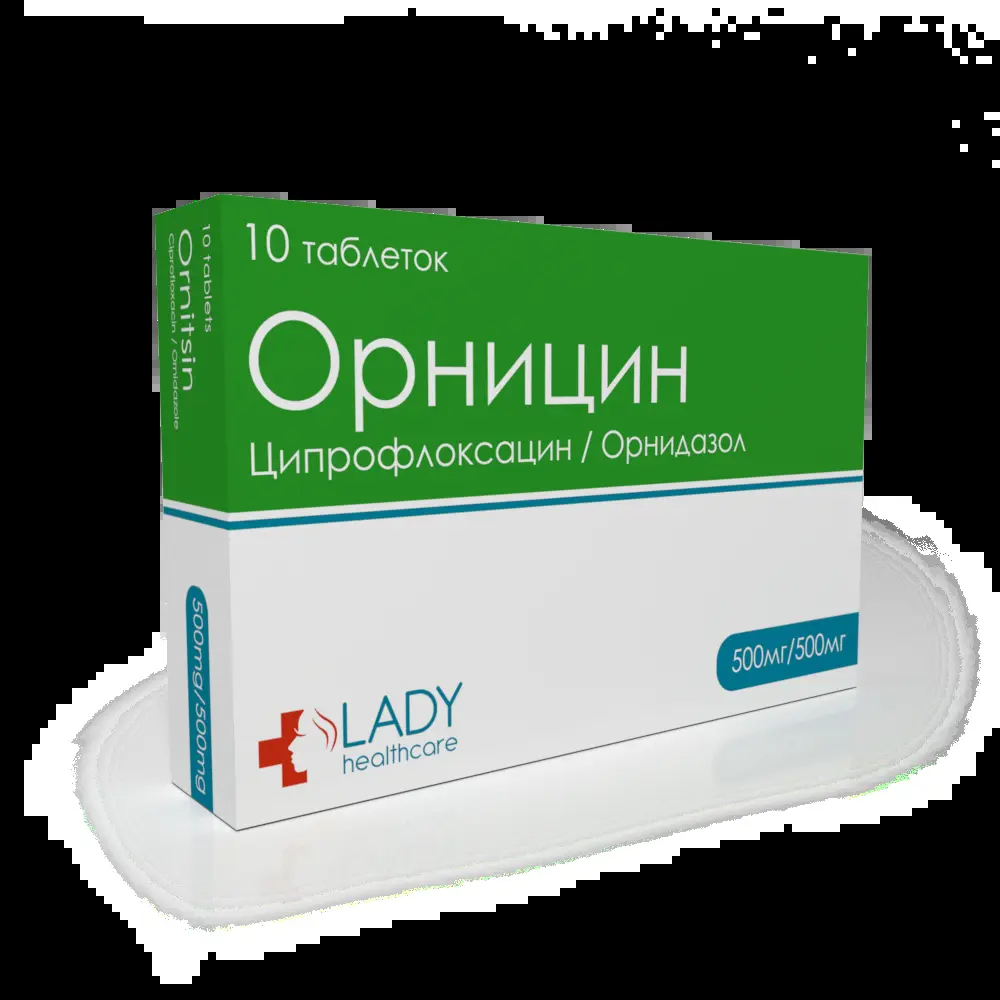 10 таблеток
Орницин
Ципрофлоксацин / Орнидазол
500мг/500мг
LADY
healthcare
10 tablets
Ornitsin
Ciprofloxacin / Ornidazole
500mg/500mg